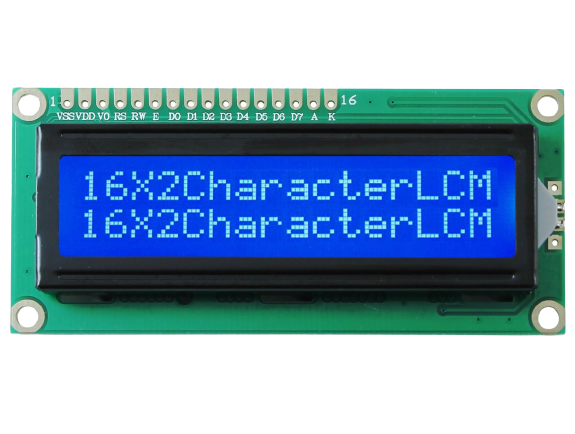 1 16
VSS VDD V0 RS RW E D0 D1 D2 D3 D4 D5 D6 D7 A K
16X2CharacterLCM
16X2CharacterLCM